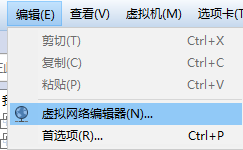 编辑(E) 查看(V) 虚拟机(M) 选项卡(T)
剪切(T) Ctrl+X
复制(C) Ctrl+C
粘贴(P) Ctrl+V
虚拟网络编辑器(N)...
首选项(R)... Ctrl+P